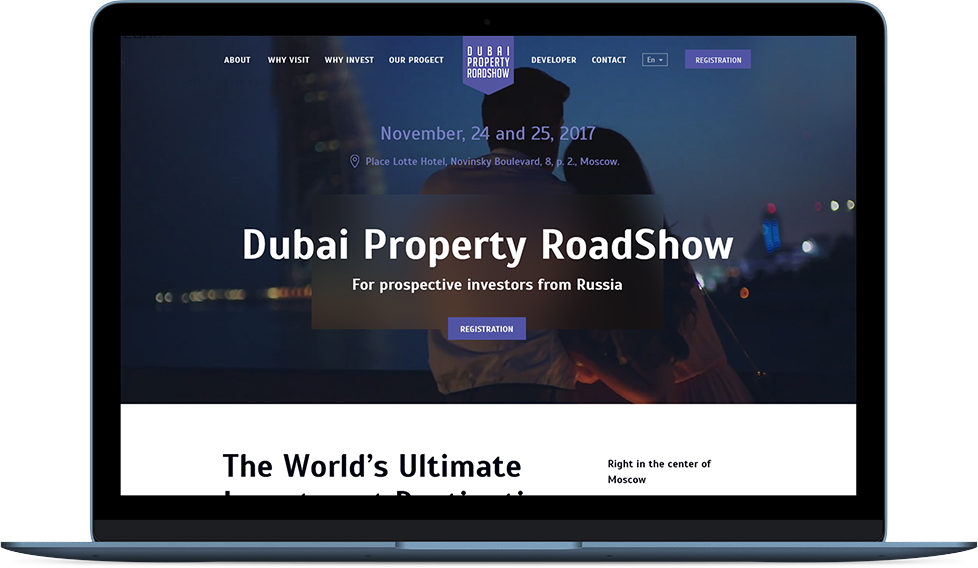 ABOUT WHY VISIT WHY INVEST OUR PROGECT
DUBAI
PROPERTY
ROADSHOW
DEVELOPER CONTACT En REGISTRATION
November, 24 and 25, 2017
Place Lotte Hotel, Novinsky Boulevard, 8, p. 2., Moscow.
Dubai Property RoadShow
For prospective investors from Russia
REGISTRATION
The World’s Ultimate
Right in the center of
Moscow